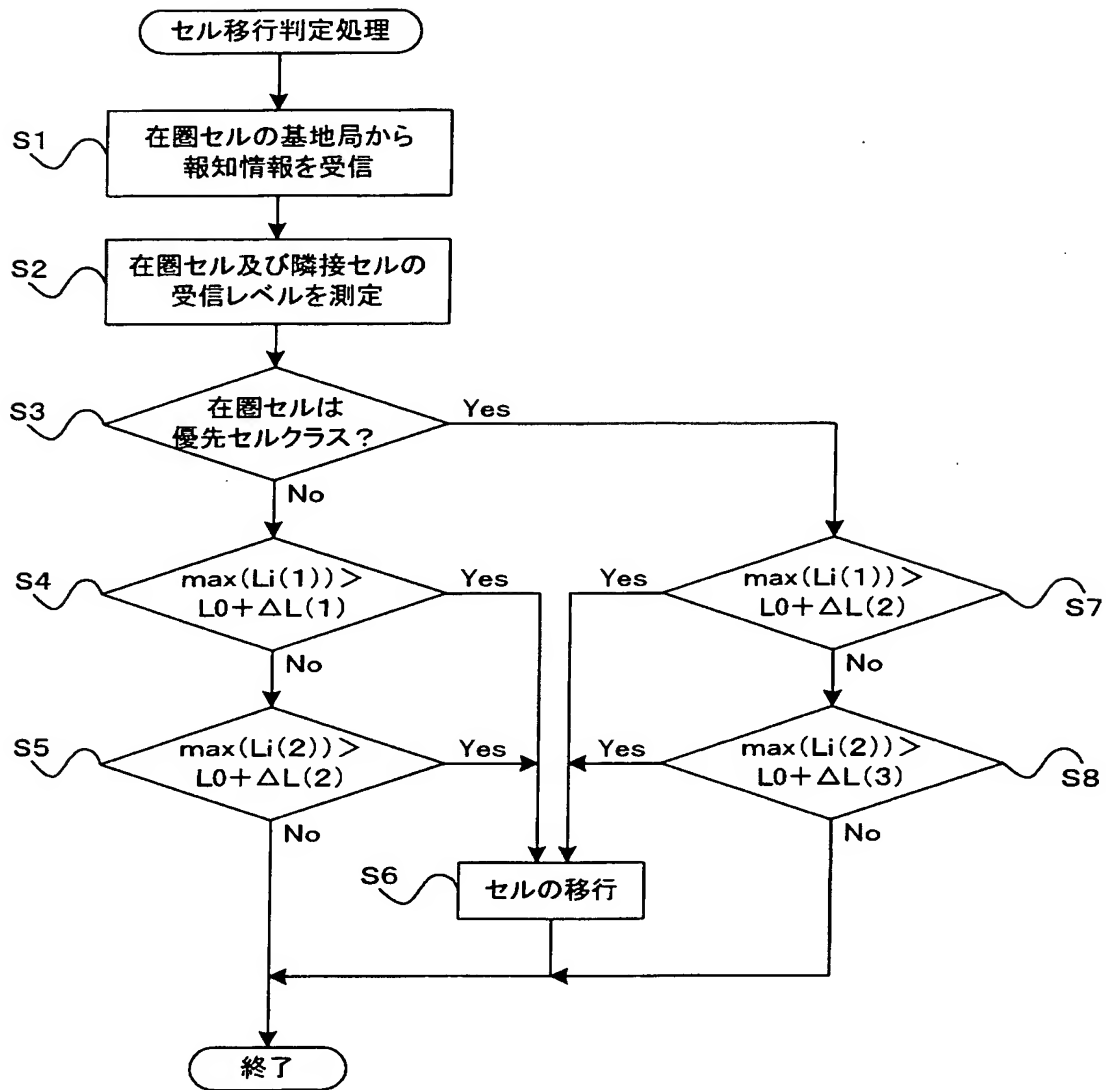 セル移行判定処理
S1
在圏セルの基地局から
報知情報を受信
S2
在圏セル及び隣接セルの
受信レベルを測定
S3
在圏セルは
優先セルクラス？
Yes
No
S4
max(Li(1))＞
L0+△L(1)
Yes
No
Yes
max(Li(1))＞
L0+△L(2)
S7
No
S5
max(Li(2))＞
L0+△L(2)
Yes
No
Yes
max(Li(2))＞
L0+△L(3)
S8
No
S6
セルの移行
終了